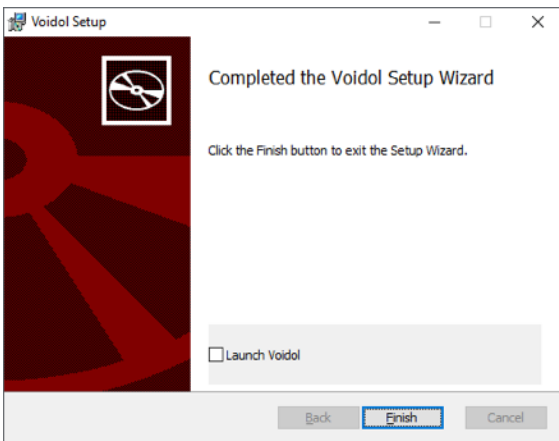 Voidol Setup
Completed the Voidol Setup Wizard
Click the Finish button to exit the Setup Wizard.
Launch Voidol
Back Finish Cancel